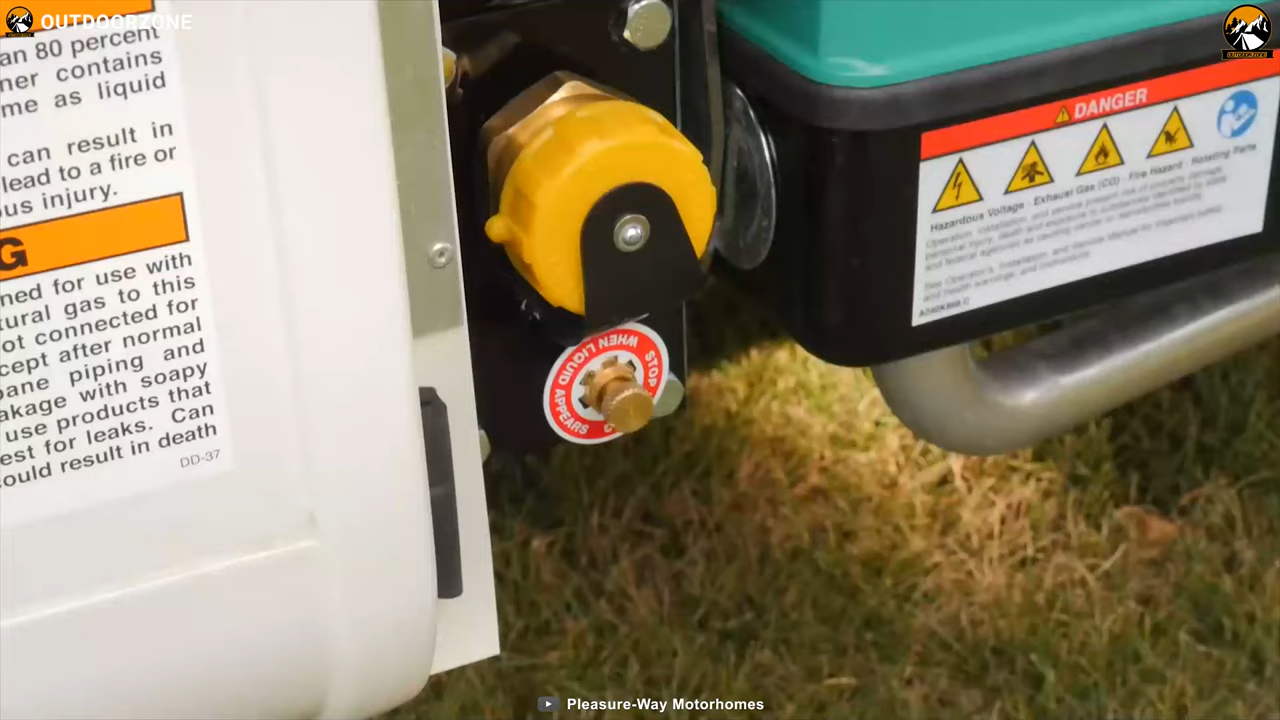 OUTDOORZONE
an 80 percent
ner contains
me as liquid
can result in
lead to a fire or
us injury.
G
ned for use with
tural gas to this
ot connected for
cept after normal
ane piping and
akage with soapy
use products that
est for leaks. Can
ould result in death
DD-37
STOP
WHEN LIQUID APPEARS
DANGER
Hazardous Voltage · Exhaust Gas (CO) · Fire Hazard · Rotating Parts
OUTDOORZONE
Pleasure-Way Motorhomes